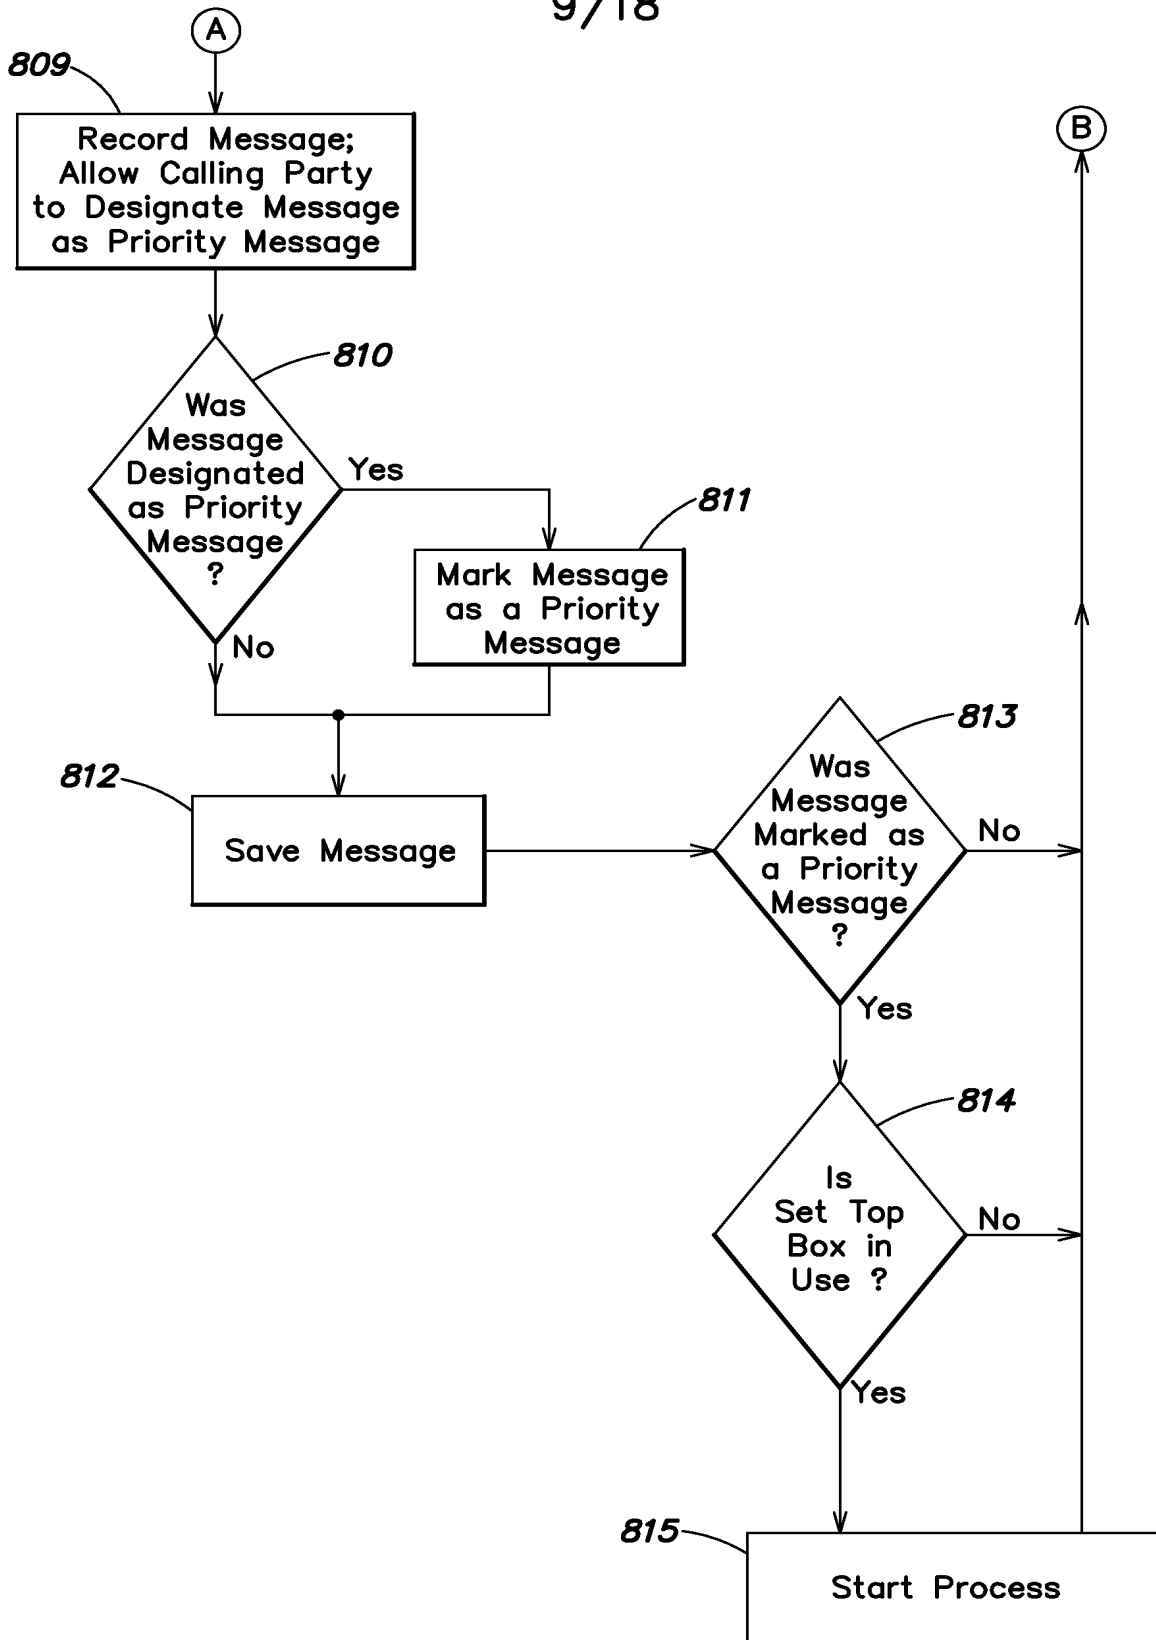 9/18
A
809
Record Message;
Allow Calling Party
to Designate Message
as Priority Message
B
810
Was
Message
Designated
as Priority
Message
?
Yes
No
811
Mark Message
as a Priority
Message
812
Save Message
813
Was
Message
Marked as
a Priority
Message
?
No
Yes
814
Is
Set Top
Box in
Use ?
No
Yes
815
Start Process